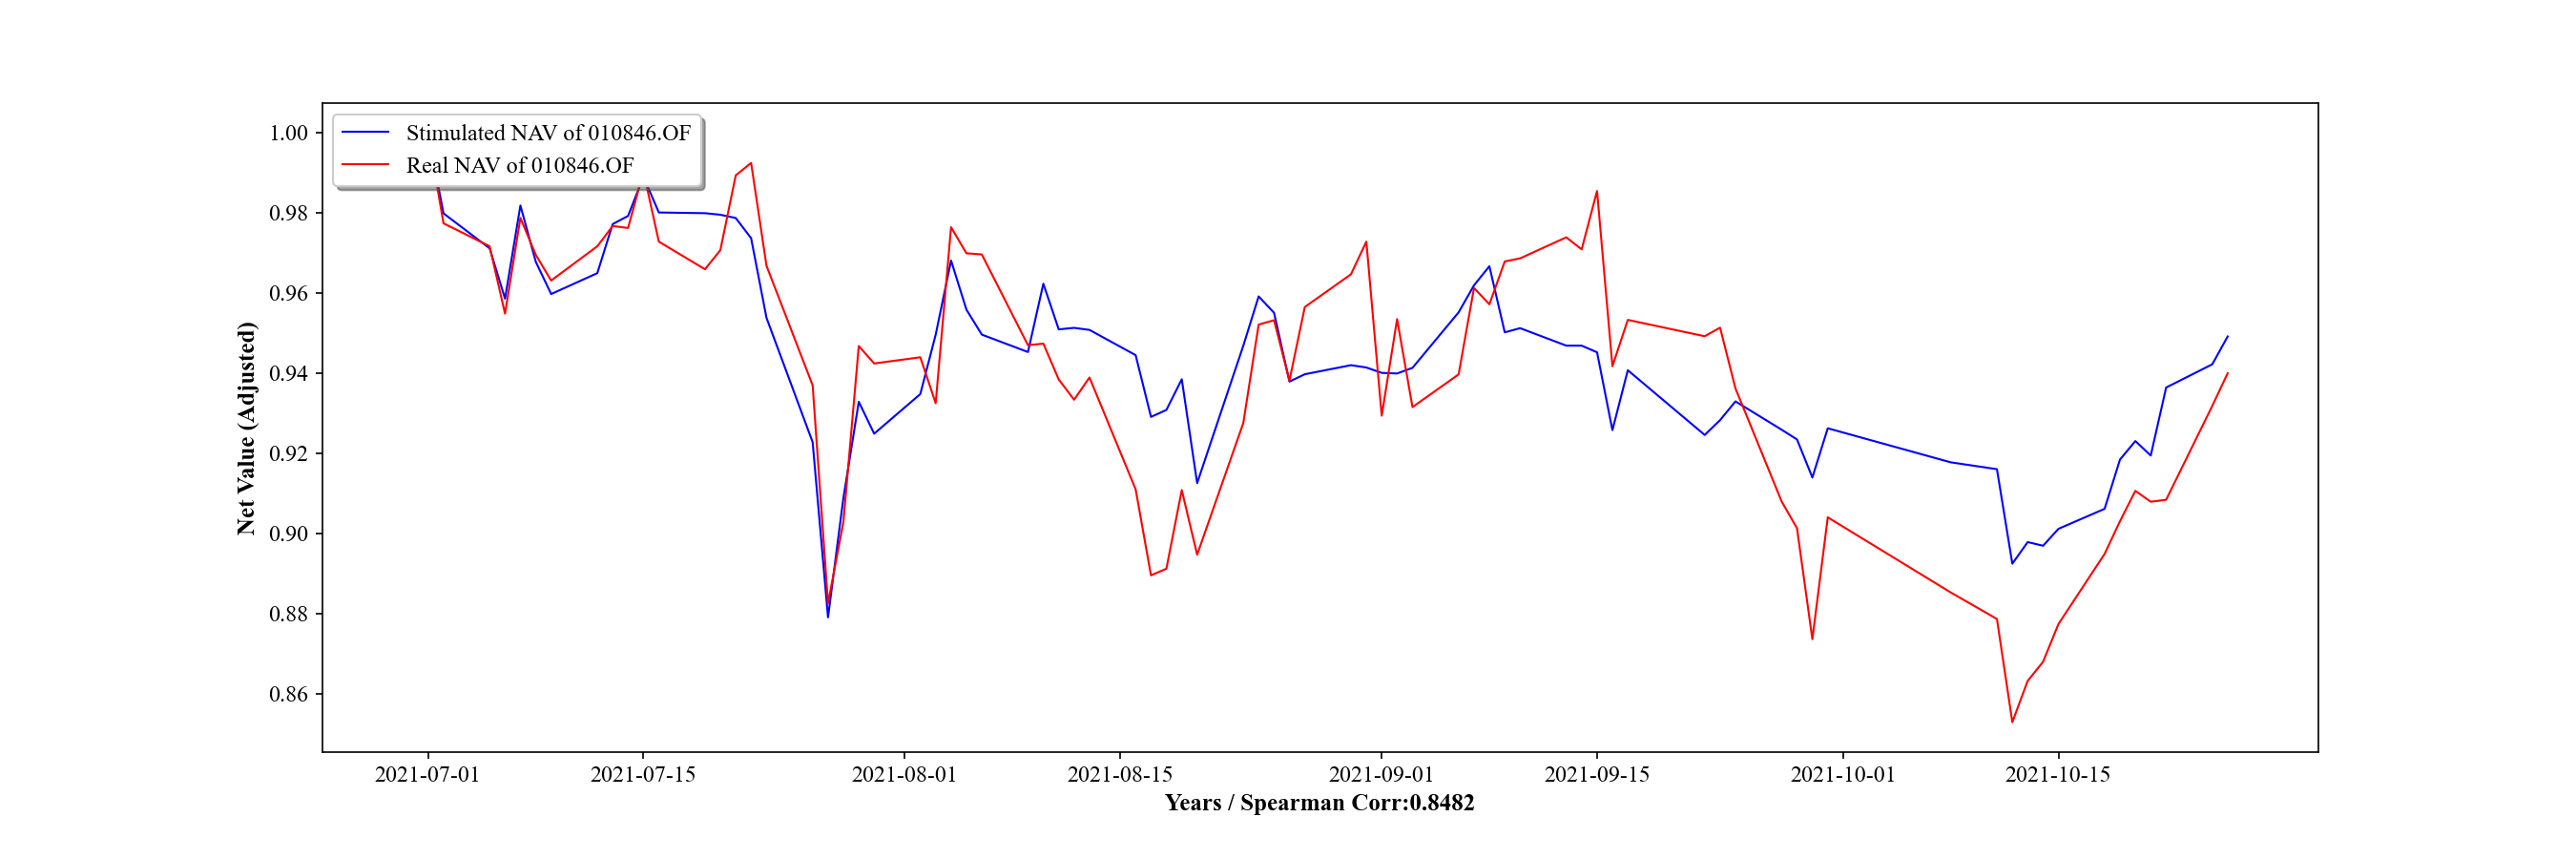 Stimulated NAV of 010846.OF
Real NAV of 010846.OF
1.00
0.98
0.96
0.94
0.92
0.90
0.88
0.86
Net Value (Adjusted)
2021-07-01 2021-07-15 2021-08-01 2021-08-15 2021-09-01 2021-09-15 2021-10-01 2021-10-15
Years / Spearman Corr:0.8482